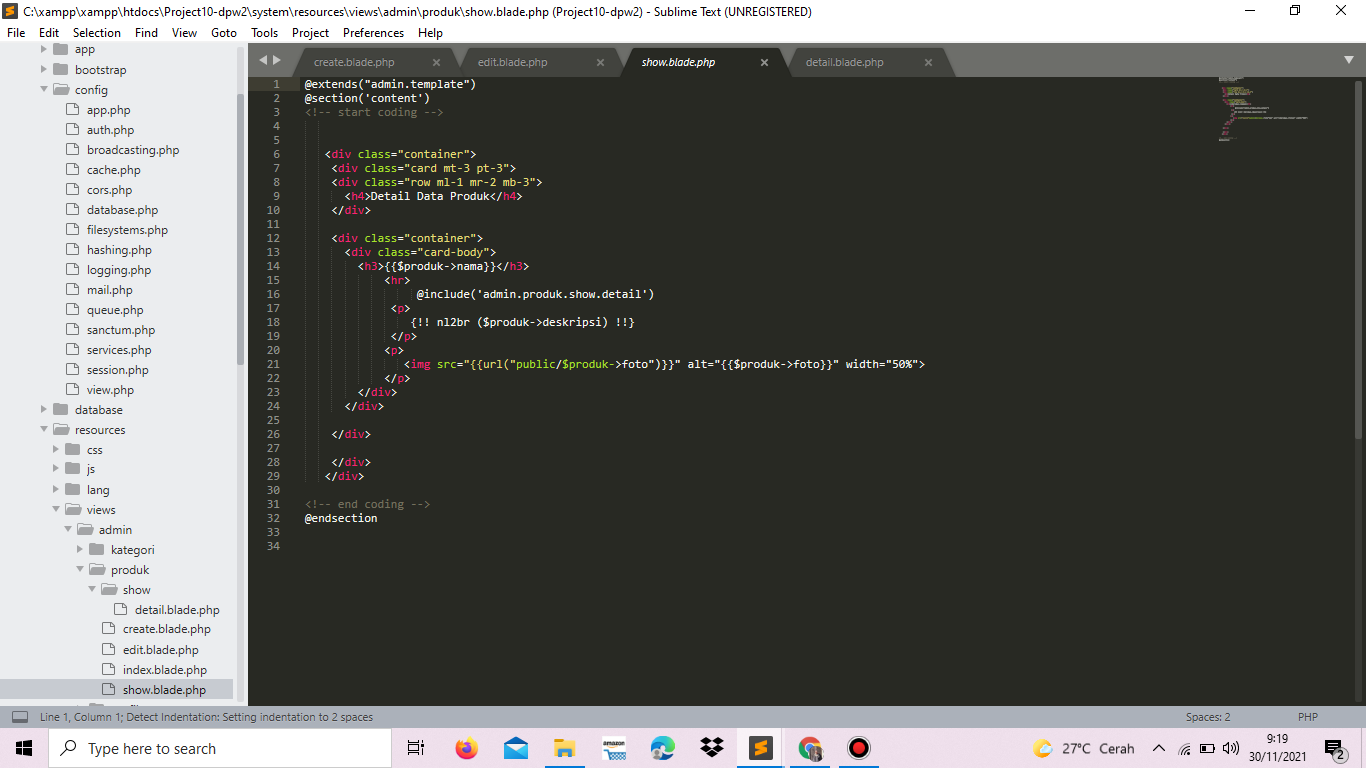 C:\xampp\xampp\htdocs\Project10-dpw2\system\resources\views\admin\produk\show.blade.php (Project10-dpw2) - Sublime Text (UNREGISTERED)
File Edit Selection Find View Goto Tools Project Preferences Help
app
bootstrap
config
app.php
auth.php
broadcasting.php
cache.php
cors.php
database.php
filesystems.php
hashing.php
logging.php
mail.php
queue.php
sanctum.php
services.php
session.php
view.php
database
resources
css
js
lang
views
admin
kategori
produk
show
detail.blade.php
create.blade.php
edit.blade.php
index.blade.php
show.blade.php
create.blade.php edit.blade.php show.blade.php detail.blade.php
1 @extends("admin.template")
2 @section('content')
3 <!-- start coding -->
4
5
6 <div class="container">
7 <div class="card mt-3 pt-3">
8 <div class="row ml-1 mr-2 mb-3">
9 <h4>Detail Data Produk</h4>
10 </div>
11
12 <div class="container">
13 <div class="card-body">
14 <h3>{{$produk->nama}}</h3>
15 <hr>
16 @include('admin.produk.show.detail')
17 <p>
18 {!! nl2br ($produk->deskripsi) !!}
19 </p>
20 <p>
21 <img src="{{url("public/$produk->foto")}}" alt="{{$produk->foto}}" width="50%">
22 </p>
23 </div>
24 </div>
25
26 </div>
27
28 </div>
29 </div>
30
31 <!-- end coding -->
32 @endsection
33
34
Line 1, Column 1; Detect Indentation: Setting indentation to 2 spaces Spaces: 2 PHP
Type here to search
amazon
27°C Cerah
9:19
30/11/2021
2